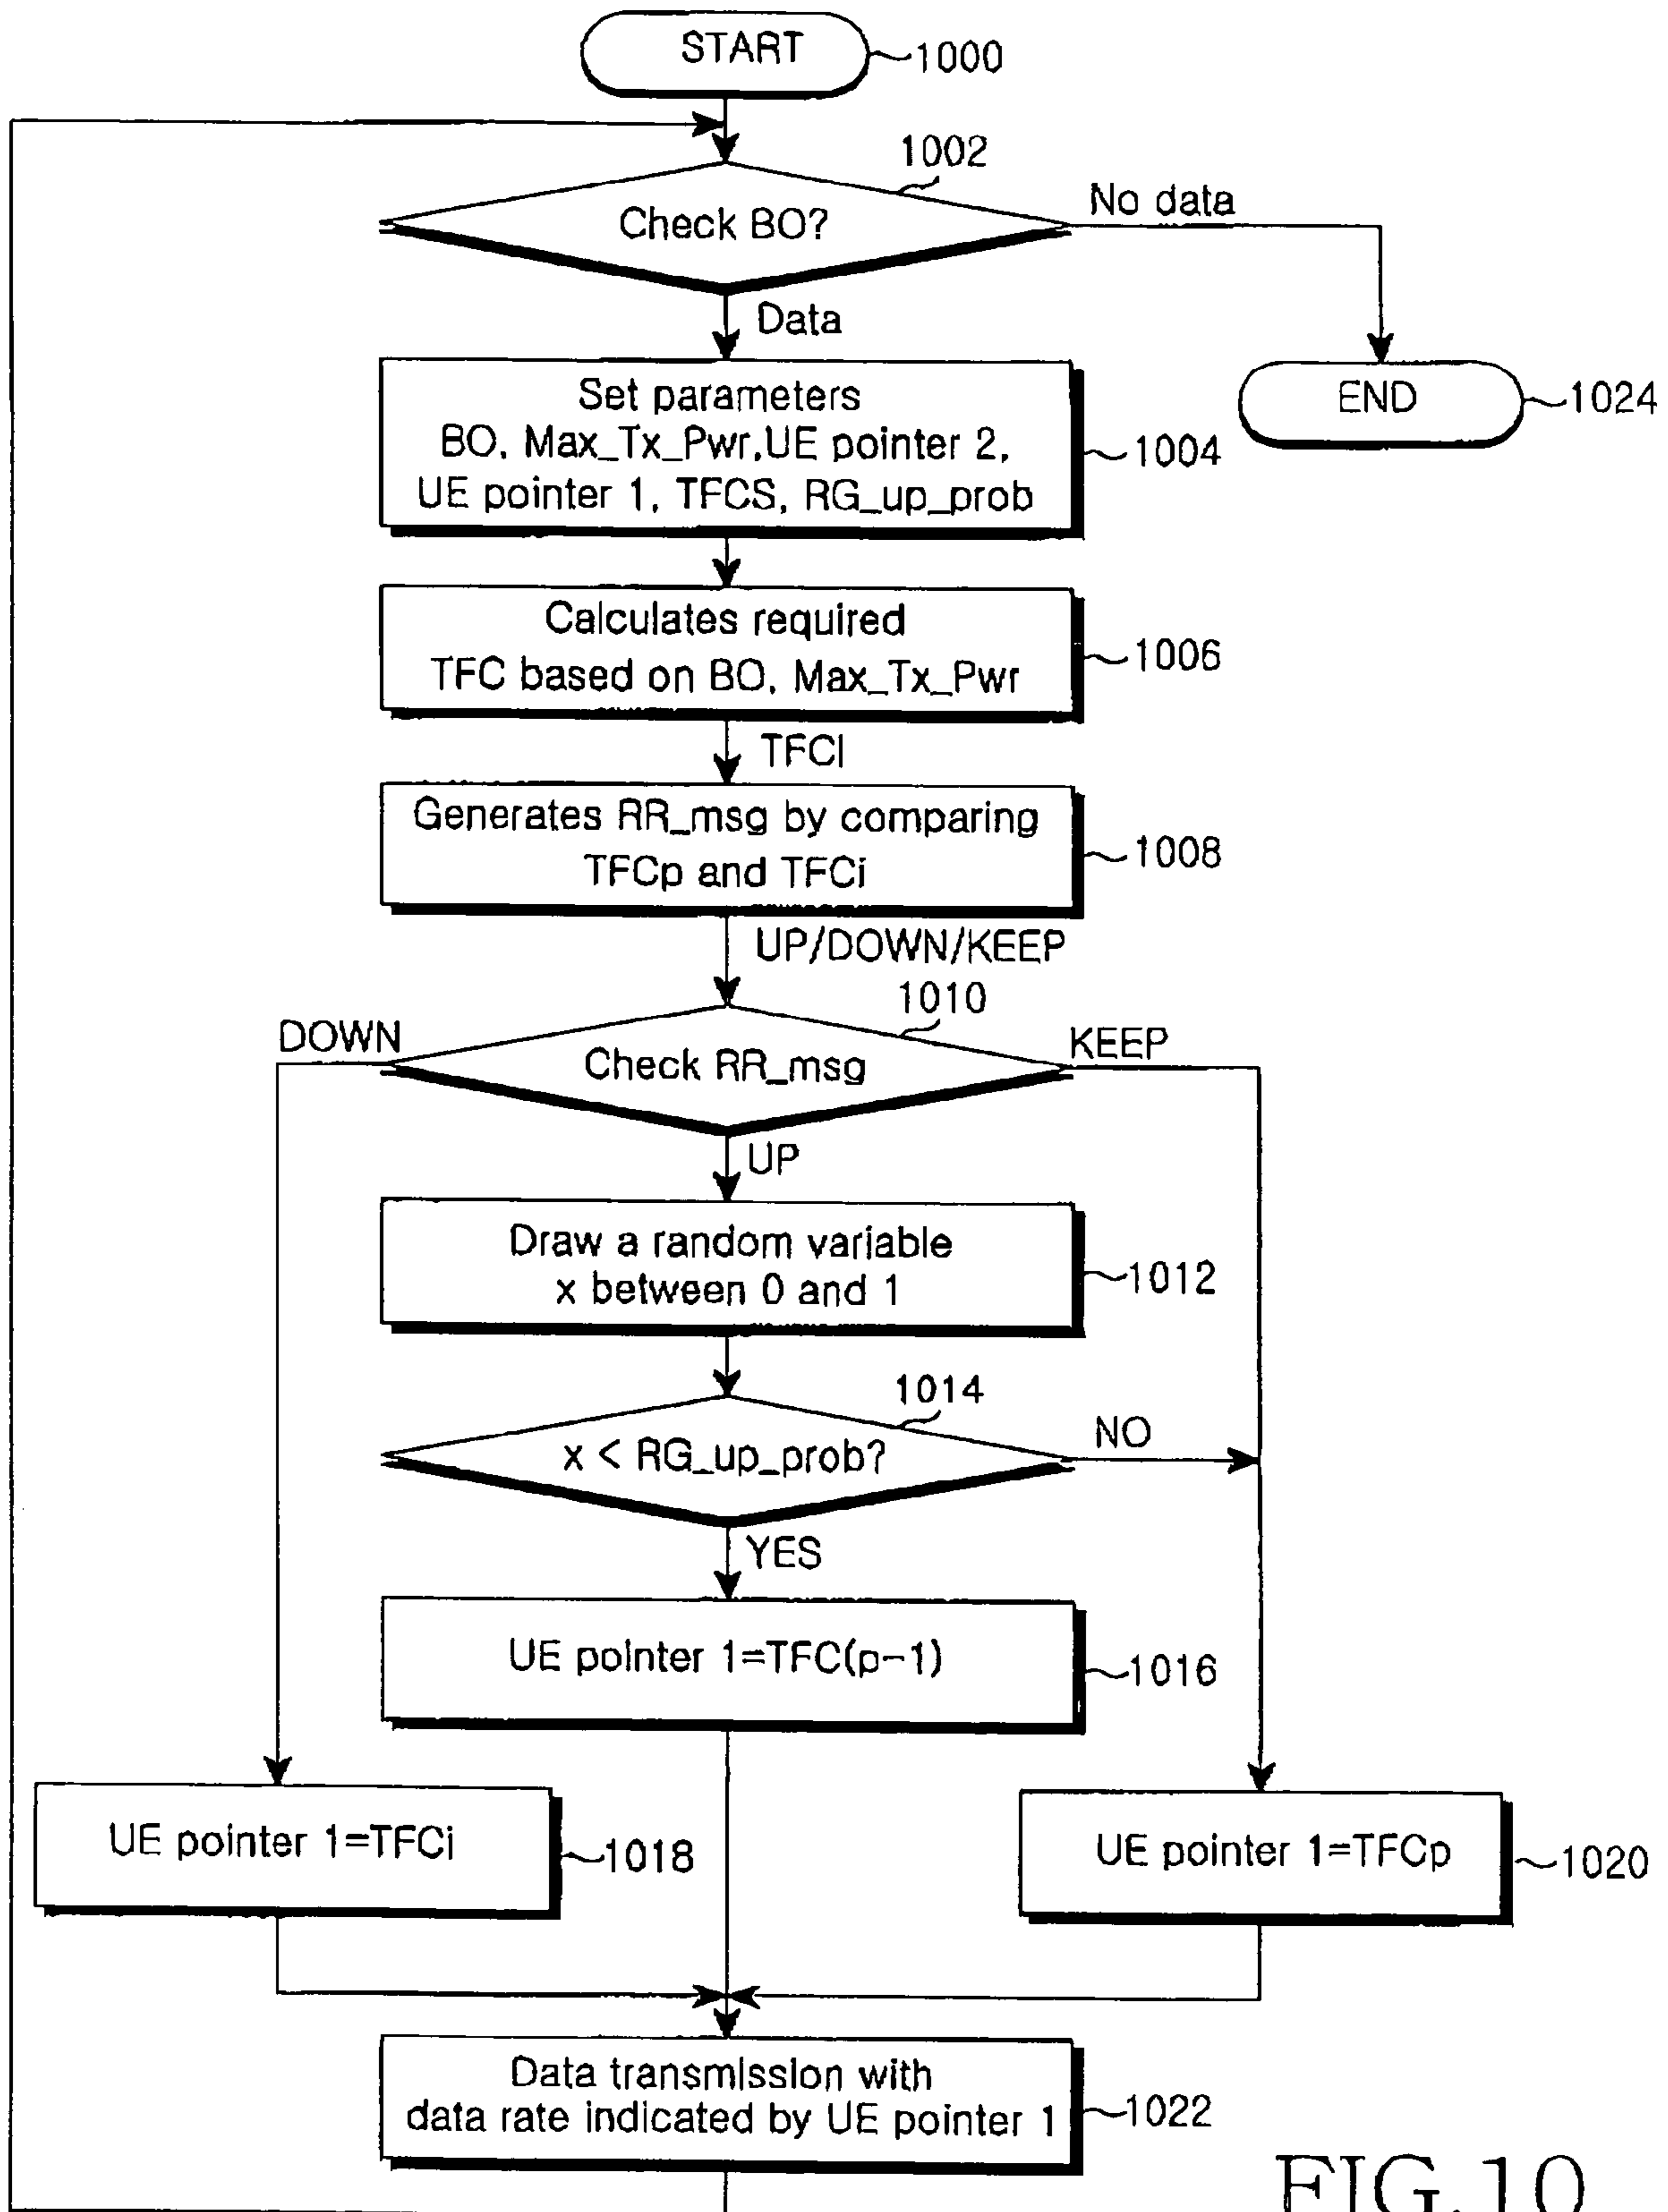 START
1000
1002
Check BO?
No data
Data
Set parameters
BO, Max_Tx_Pwr,UE pointer 2,
UE pointer 1, TFCS, RG_up_prob
1004
END
1024
Calculates required
TFC based on BO, Max_Tx_Pwr
1006
TFCI
Generates RR_msg by comparing
TFCp and TFCi
1008
UP/DOWN/KEEP
1010
DOWN
Check RR_msg
KEEP
UP
Draw a random variable
x between 0 and 1
1012
1014
x < RG_up_prob?
NO
YES
UE pointer 1=TFC(p-1)
1016
UE pointer 1=TFCi
1018
UE pointer 1=TFCp
1020
Data transmission with
data rate indicated by UE pointer 1
1022
FIG.10